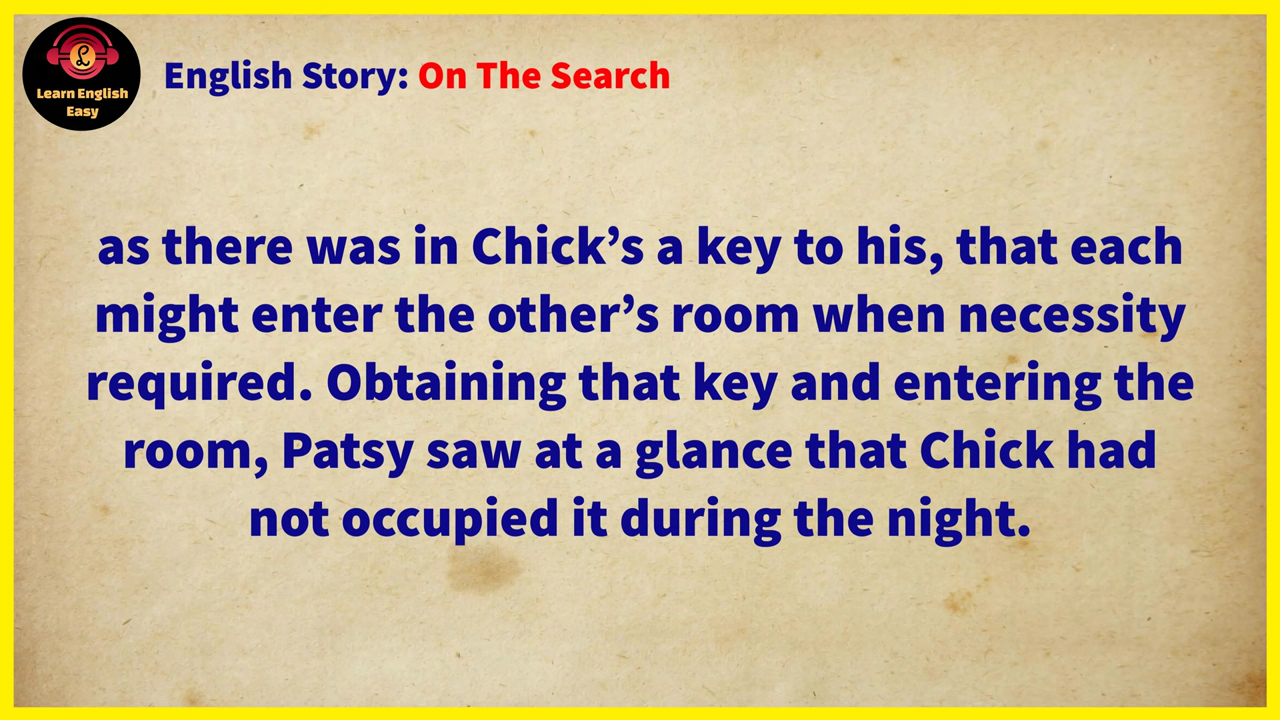 Learn English
Easy
English Story: On The Search
as there was in Chick’s a key to his, that each
might enter the other’s room when necessity
required. Obtaining that key and entering the
room, Patsy saw at a glance that Chick had
not occupied it during the night.